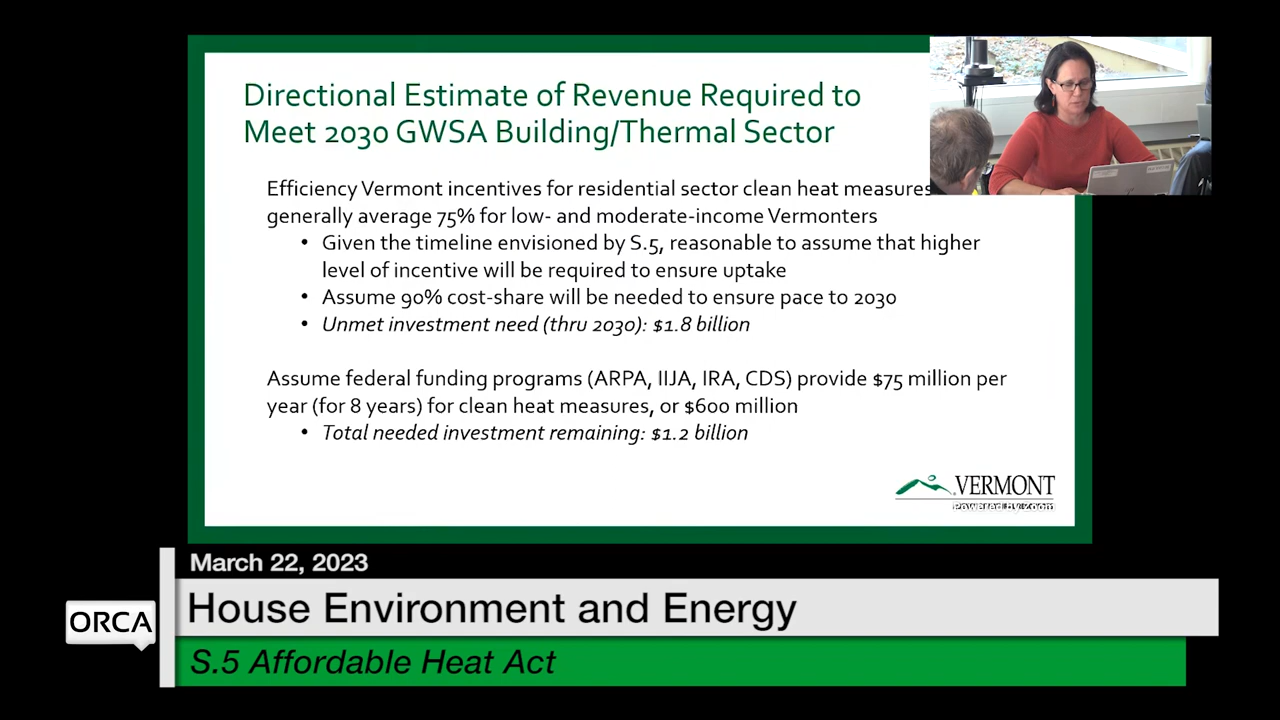 Directional Estimate of Revenue Required to
Meet 2030 GWSA Building/Thermal Sector
Efficiency Vermont incentives for residential sector clean heat measures
generally average 75% for low- and moderate-income Vermonters
• Given the timeline envisioned by S.5, reasonable to assume that higher
level of incentive will be required to ensure uptake
• Assume 90% cost-share will be needed to ensure pace to 2030
• Unmet investment need (thru 2030): $1.8 billion
Assume federal funding programs (ARPA, IIJA, IRA, CDS) provide $75 million per
year (for 8 years) for clean heat measures, or $600 million
• Total needed investment remaining: $1.2 billion
VERMONT
Powered by Zoom
March 22, 2023
House Environment and Energy
ORCA
S.5 Affordable Heat Act